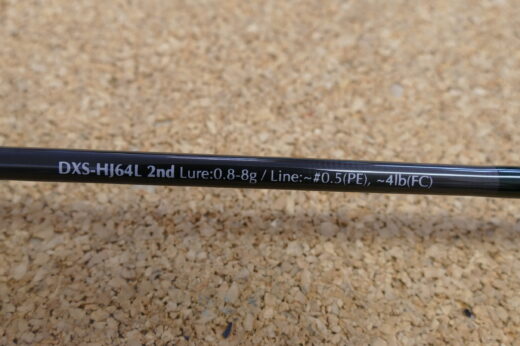 DXS-HJ64L 2nd Lure:0.8-8g / Line:~#0.5(PE), ~4lb(FC)